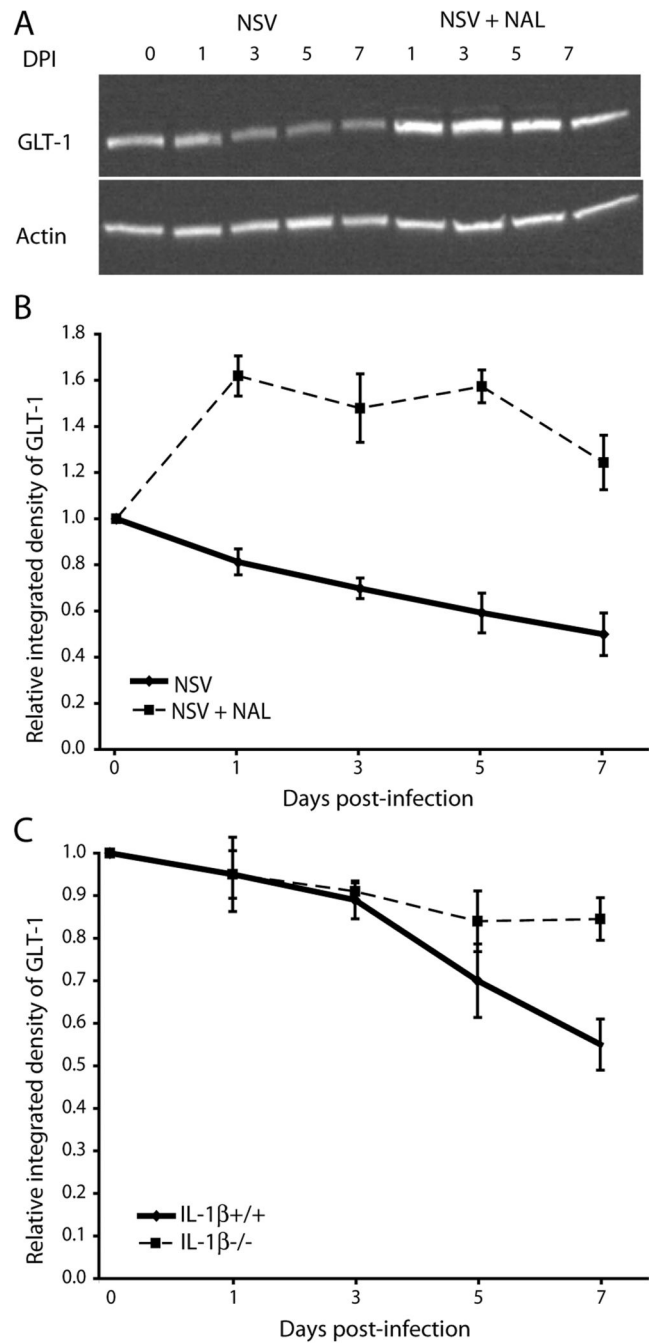 A
NSV NSV + NAL
DPI 0 1 3 5 7 1 3 5 7
GLT-1
Actin
B
Relative integrated density of GLT-1
1.8
1.6
1.4
1.2
1.0
0.8
0.6
0.4
0.2
0.0
NSV
NSV + NAL
0 1 3 5 7
Days post-infection
C
Relative integrated density of GLT-1
1.0
0.9
0.8
0.7
0.6
0.5
0.4
0.3
0.2
0.1
0.0
IL-1β+/+
IL-1β-/-
0 1 3 5 7
Days post-infection